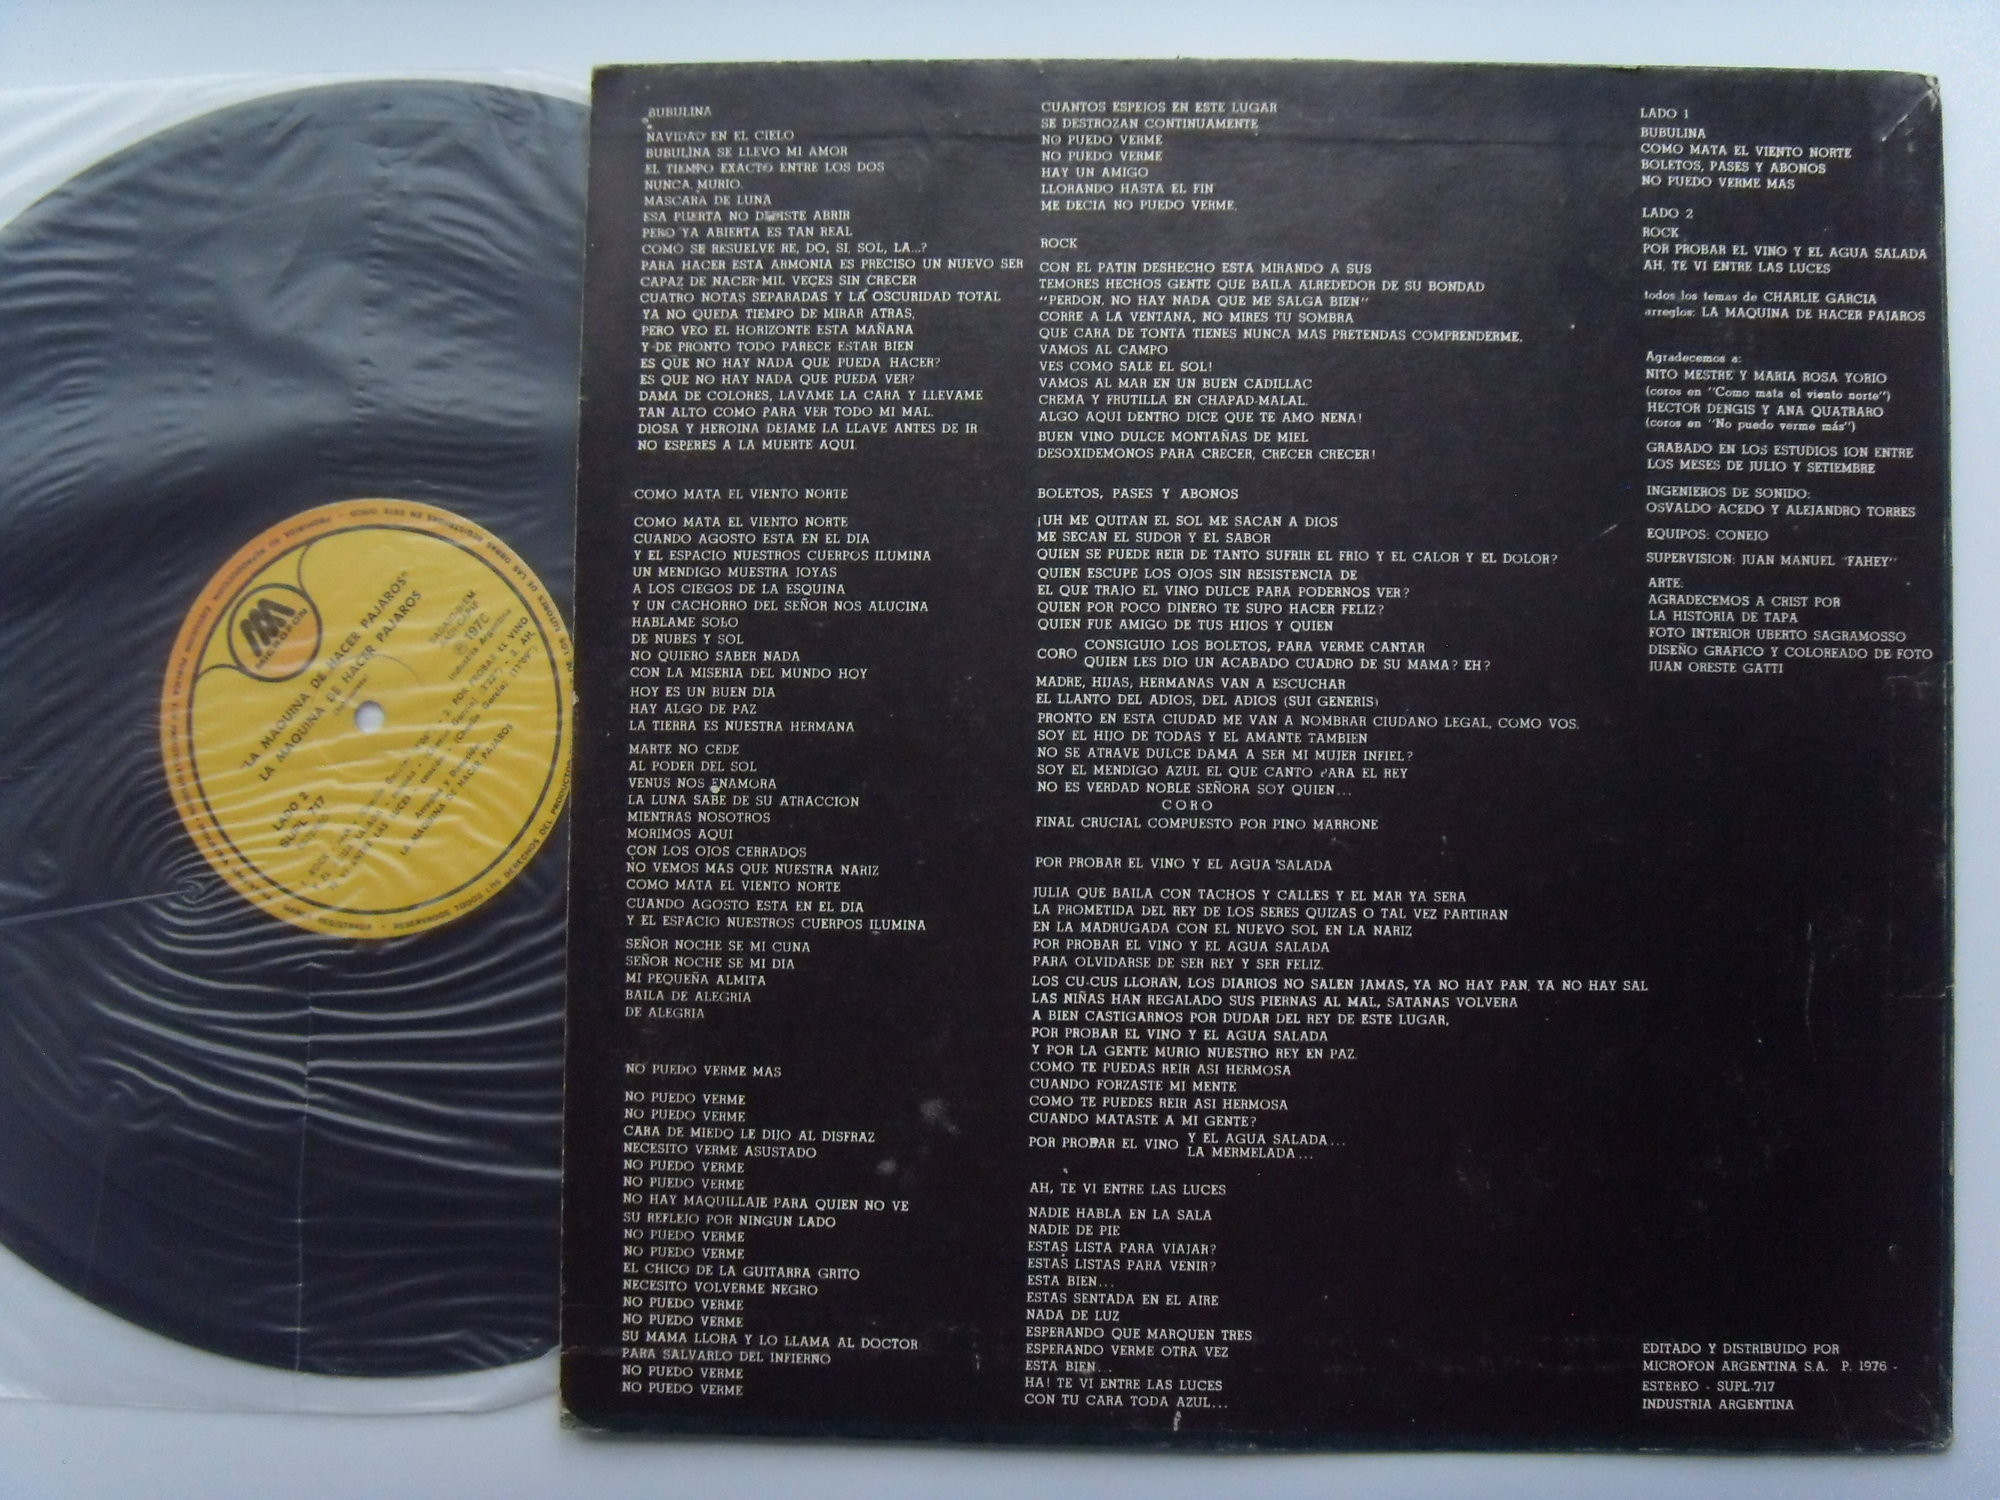 BUBULINA
NAVIDAD EN EL CIELO
BUBULINA SE LLEVO MI AMOR
EL TIEMPO EXACTO ENTRE LOS DOS
NUNCA MURIO.
MASCARA DE LUNA
ESA PUERTA NO DEBISTE ABRIR
PERO YA ABIERTA ES TAN REAL
COMO SE RESUELVE RE, DO, SI, SOL, LA...?
PARA HACER ESTA ARMONIA ES PRECISO UN NUEVO SER
CAPAZ DE NACER MIL VECES SIN CRECER
CUATRO NOTAS SEPARADAS Y LA OSCURIDAD TOTAL
YA NO QUEDA TIEMPO DE MIRAR ATRAS,
PERO VEO EL HORIZONTE ESTA MAÑANA
Y DE PRONTO TODO PARECE ESTAR BIEN
ES QUE NO HAY NADA QUE PUEDA HACER?
ES QUE NO HAY NADA QUE PUEDA VER?
DAMA DE COLORES, LAVAME LA CARA Y LLEVAME
TAN ALTO COMO PARA VER TODO MI MAL.
DIOSA Y HEROINA DEJAME LA LLAVE ANTES DE IR
NO ESPERES A LA MUERTE AQUI.
COMO MATA EL VIENTO NORTE
COMO MATA EL VIENTO NORTE
CUANDO AGOSTO ESTA EN EL DIA
Y EL ESPACIO NUESTROS CUERPOS ILUMINA
UN MENDIGO MUESTRA JOYAS
A LOS CIEGOS DE LA ESQUINA
Y UN CACHORRO DEL SEÑOR NOS ALUCINA
HABLAME SOLO
DE NUBES Y SOL
NO QUIERO SABER NADA
CON LA MISERIA DEL MUNDO HOY
HOY ES UN BUEN DIA
HAY ALGO DE PAZ
LA TIERRA ES NUESTRA HERMANA
MARTE NO CEDE
AL PODER DEL SOL
VENUS NOS ENAMORA
LA LUNA SABE DE SU ATRACCION
MIENTRAS NOSOTROS
MORIMOS AQUI
CON LOS OJOS CERRADOS
NO VEMOS MAS QUE NUESTRA NARIZ
COMO MATA EL VIENTO NORTE
CUANDO AGOSTO ESTA EN EL DIA
Y EL ESPACIO NUESTROS CUERPOS ILUMINA
SEÑOR NOCHE SE MI CUNA
SEÑOR NOCHE SE MI DIA
MI PEQUEÑA ALMITA
BAILA DE ALEGRIA
DE ALEGRIA
NO PUEDO VERME MAS
NO PUEDO VERME
NO PUEDO VERME
CARA DE MIEDO LE DIJO AL DISFRAZ
NECESITO VERME ASUSTADO
NO PUEDO VERME
NO PUEDO VERME
NO HAY MAQUILLAJE PARA QUIEN NO VE
SU REFLEJO POR NINGUN LADO
NO PUEDO VERME
NO PUEDO VERME
EL CHICO DE LA GUITARRA GRITO
NECESITO VOLVERME NEGRO
NO PUEDO VERME
NO PUEDO VERME
SU MAMA LLORA Y LO LLAMA AL DOCTOR
PARA SALVARLO DEL INFIERNO
NO PUEDO VERME
NO PUEDO VERME
CUANTOS ESPEJOS EN ESTE LUGAR
SE DESTROZAN CONTINUAMENTE
NO PUEDO VERME
NO PUEDO VERME
HAY UN AMIGO
LLORANDO HASTA EL FIN
ME DECIA NO PUEDO VERME.
ROCK
CON EL PATIN DESHECHO ESTA MIRANDO A SUS
TEMORES HECHOS GENTE QUE BAILA ALREDEDOR DE SU BONDAD
"PERDON, NO HAY NADA QUE ME SALGA BIEN"
CORRE A LA VENTANA, NO MIRES TU SOMBRA
QUE CARA DE TONTA TIENES NUNCA MAS PRETENDAS COMPRENDERME,
VAMOS AL CAMPO
VES COMO SALE EL SOL!
VAMOS AL MAR EN UN BUEN CADILLAC
CREMA Y FRUTILLA EN CHAPAD-MALAL.
ALGO AQUI DENTRO DICE QUE TE AMO NENA!
BUEN VINO DULCE MONTAÑAS DE MIEL
DESOXIDEMONOS PARA CRECER, CRECER CRECER!
BOLETOS, PASES Y ABONOS
¡UH ME QUITAN EL SOL ME SACAN A DIOS
ME SECAN EL SUDOR Y EL SABOR
QUIEN SE PUEDE REIR DE TANTO SUFRIR EL FRIO Y EL CALOR Y EL DOLOR?
QUIEN ESCUPE LOS OJOS SIN RESISTENCIA DE
EL QUE TRAJO EL VINO DULCE PARA PODERNOS VER?
QUIEN POR POCO DINERO TE SUPO HACER FELIZ?
QUIEN FUE AMIGO DE TUS HIJOS Y QUIEN
CORO CONSIGUIO LOS BOLETOS, PARA VERME CANTAR
QUIEN LES DIO UN ACABADO CUADRO DE SU MAMA? EH?
MADRE, HIJAS, HERMANAS VAN A ESCUCHAR
EL LLANTO DEL ADIOS, DEL ADIOS (SUI GENERIS)
PRONTO EN ESTA CIUDAD ME VAN A NOMBRAR CIUDANO LEGAL, COMO VOS.
SOY EL HIJO DE TODAS Y EL AMANTE TAMBIEN
NO SE ATRAVE DULCE DAMA A SER MI MUJER INFIEL?
SOY EL MENDIGO AZUL EL QUE CANTO PARA EL REY
NO ES VERDAD NOBLE SEÑORA SOY QUIEN...
CORO
FINAL CRUCIAL COMPUESTO POR PINO MARRONE
POR PROBAR EL VINO Y EL AGUA SALADA
JULIA QUE BAILA CON TACHOS Y CALLES Y EL MAR YA SERA
LA PROMETIDA DEL REY DE LOS SERES QUIZAS O TAL VEZ PARTIRAN
EN LA MADRUGADA CON EL NUEVO SOL EN LA NARIZ
POR PROBAR EL VINO Y EL AGUA SALADA
PARA OLVIDARSE DE SER REY Y SER FELIZ.
LOS CU-CUS LLORAN, LOS DIARIOS NO SALEN JAMAS, YA NO HAY PAN, YA NO HAY SAL
LAS NIÑAS HAN REGALADO SUS PIERNAS AL MAL, SATANAS VOLVERA
A BIEN CASTIGARNOS POR DUDAR DEL REY DE ESTE LUGAR,
POR PROBAR EL VINO Y EL AGUA SALADA
Y POR LA GENTE MURIO NUESTRO REY EN PAZ.
COMO TE PUEDAS REIR ASI HERMOSA
CUANDO FORZASTE MI MENTE
COMO TE PUEDES REIR ASI HERMOSA
CUANDO MATASTE A MI GENTE?
POR PROBAR EL VINO Y EL AGUA SALADA...
LA MERMELADA...
AH, TE VI ENTRE LAS LUCES
NADIE HABLA EN LA SALA
NADIE DE PIE
ESTAS LISTA PARA VIAJAR?
ESTAS LISTAS PARA VENIR?
ESTA BIEN...
ESTAS SENTADA EN EL AIRE
NADA DE LUZ
ESPERANDO QUE MARQUEN TRES
ESPERANDO VERME OTRA VEZ
ESTA BIEN...
HA! TE VI ENTRE LAS LUCES
CON TU CARA TODA AZUL...
LADO 1
BUBULINA
COMO MATA EL VIENTO NORTE
BOLETOS, PASES Y ABONOS
NO PUEDO VERME MAS
LADO 2
ROCK
POR PROBAR EL VINO Y EL AGUA SALADA
AH, TE VI ENTRE LAS LUCES
todos los temas de CHARLIE GARCIA
arreglos: LA MAQUINA DE HACER PAJAROS
Agradecemos a:
NITO MESTRE Y MARIA ROSA YORIO
(coros en "Como mata el viento norte")
HECTOR DENGIS Y ANA QUATRARO
(coros en "No puedo verme más")
GRABADO EN LOS ESTUDIOS ION ENTRE
LOS MESES DE JULIO Y SETIEMBRE
INGENIEROS DE SONIDO:
OSVALDO ACEDO Y ALEJANDRO TORRES
EQUIPOS: CONEJO
SUPERVISION: JUAN MANUEL "FAHEY"
ARTE:
AGRADECEMOS A CRIST POR
LA HISTORIA DE TAPA
FOTO INTERIOR UBERTO SAGRAMOSSO
DISEÑO GRAFICO Y COLOREADO DE FOTO
JUAN ORESTE GATTI
EDITADO Y DISTRIBUIDO POR
MICROFON ARGENTINA S.A. P. 1976 -
ESTEREO - SUPL-717
INDUSTRIA ARGENTINA
MICROFON
"LA MAQUINA DE HACER PAJAROS"
LA MAQUINA DE HACER PAJAROS
LADO 2
SUPL 717
SADAIC-BIEM
Industria Argentina
LA MAQUINA DE HACER PAJAROS